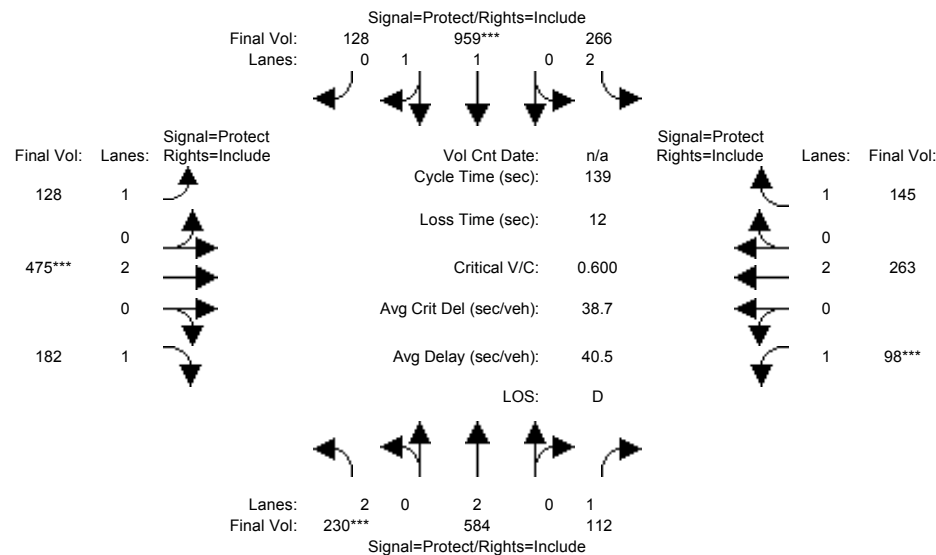 Signal=Protect/Rights=Include
Final Vol: 128 959*** 266
Lanes: 0 1 1 0 2
Signal=Protect Signal=Protect
Final Vol: Lanes: Rights=Include Vol Cnt Date: n/a Rights=Include Lanes: Final Vol:
Cycle Time (sec): 139
128 1 1 145
Loss Time (sec): 12
0 0
475*** 2 Critical V/C: 0.600 2 263
0 Avg Crit Del (sec/veh): 38.7 0
182 1 Avg Delay (sec/veh): 40.5 1 98***
LOS: D
Lanes: 2 0 2 0 1
Final Vol: 230*** 584 112
Signal=Protect/Rights=Include